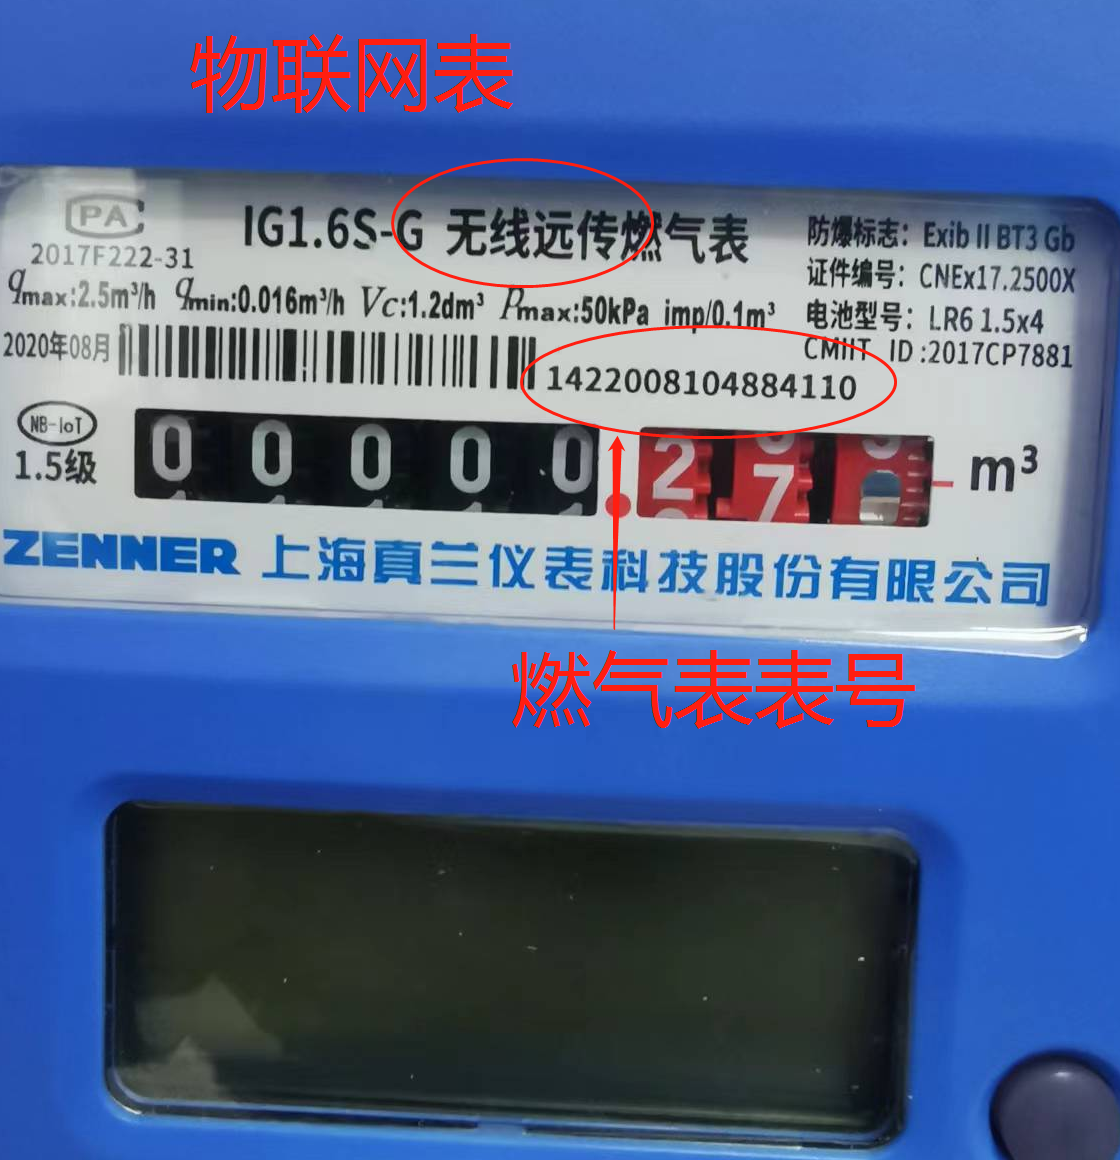 物联网表
PA
2017F222-31
IG1.6S-G 无线远传燃气表
防爆标志：Exib II BT3 Gb
证件编号：CNEx17.2500X
电池型号：LR6 1.5x4
CMIIT ID:2017CP7881
qmax:2.5m³/h qmin:0.016m³/h Vc:1.2dm³ Pmax:50kPa imp/0.1m³
2020年08月
1422008104884110
NB-IoT
1.5级
0 0 0 0 0 2 7 m³
ZENNER 上海真兰仪表科技股份有限公司
燃气表表号